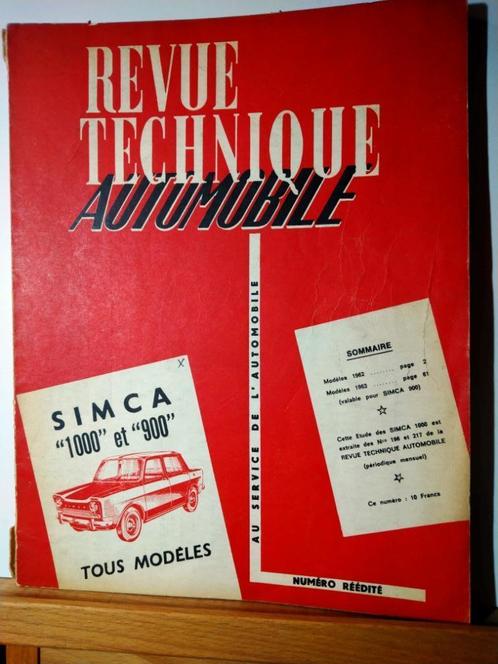 REVUE
TECHNIQUE
AUTOMOBILE
AU SERVICE DE L'AUTOMOBILE
SOMMAIRE
Modèles 1962 ........ page 2
Modèles 1963 ........ page 61
(valable pour SIMCA 900)
Cette Etude des SIMCA 1000 est
extraite des Nos 196 et 217 de la
REVUE TECHNIQUE AUTOMOBILE
(périodique mensuel)
Ce numéro : 10 Francs
X
SIMCA
"1000" et "900"
TOUS MODÈLES
NUMÉRO RÉÉDITÉ